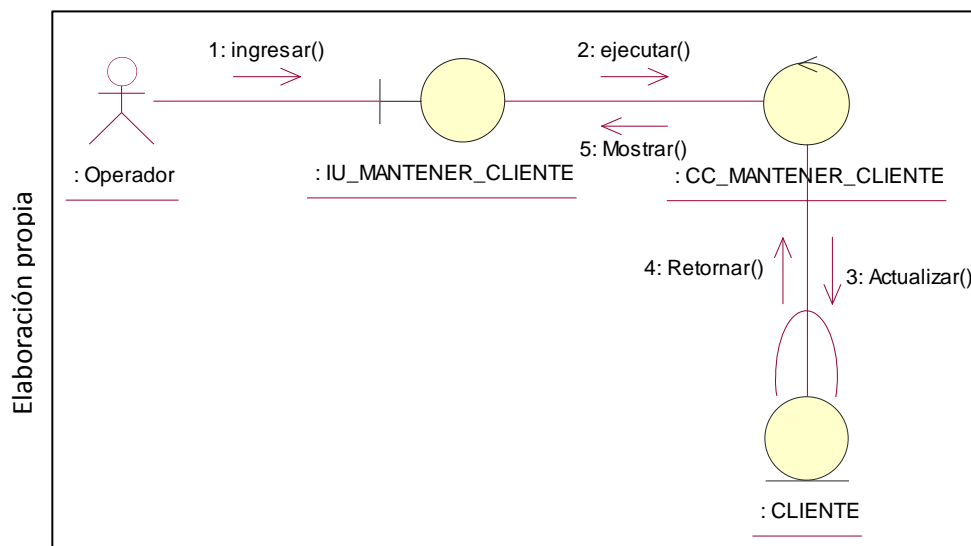 1: ingresar()
2: ejecutar()
5: Mostrar()
: Operador
: IU_MANTENER_CLIENTE
: CC_MANTENER_CLIENTE
4: Retornar()
3: Actualizar()
: CLIENTE
Elaboración propia